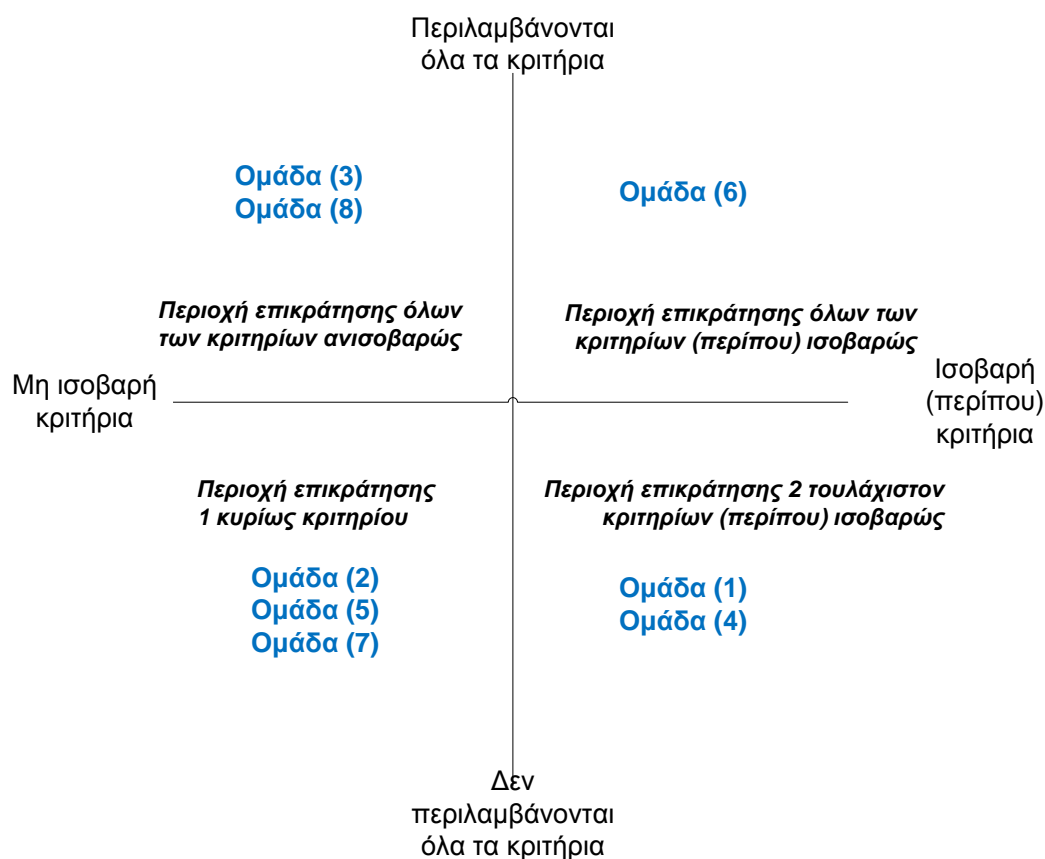 Περιλαμβάνονται
όλα τα κριτήρια
Ομάδα (3)
Ομάδα (8)
Ομάδα (6)
Περιοχή επικράτησης όλων
των κριτηρίων ανισοβαρώς
Περιοχή επικράτησης όλων των
κριτηρίων (περίπου) ισοβαρώς
Μη ισοβαρή
κριτήρια
Ισοβαρή
(περίπου)
κριτήρια
Περιοχή επικράτησης
1 κυρίως κριτηρίου
Περιοχή επικράτησης 2 τουλάχιστον
κριτηρίων (περίπου) ισοβαρώς
Ομάδα (2)
Ομάδα (5)
Ομάδα (7)
Ομάδα (1)
Ομάδα (4)
Δεν
περιλαμβάνονται
όλα τα κριτήρια